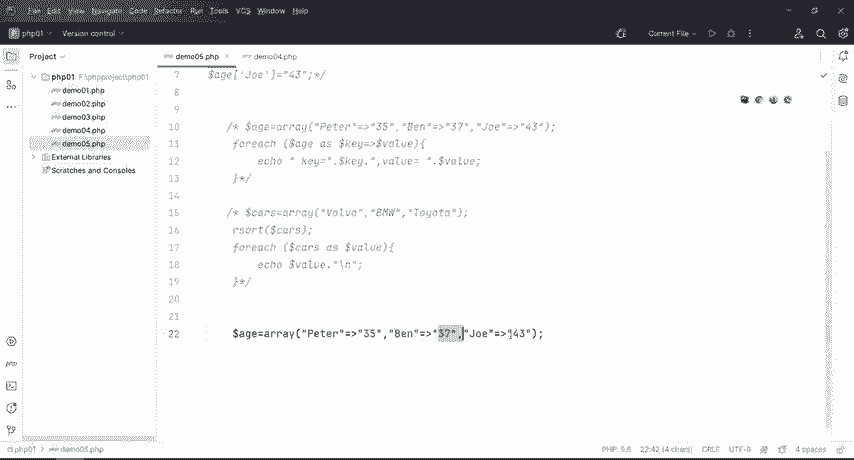 File Edit View Navigate Code Refactor Run Tools VCS Window Help
php01 Version control Current File
Project
demo05.php demo04.php
php01 F:\phpproject\php01
demo01.php
demo02.php
demo03.php
demo04.php
demo05.php
External Libraries
Scratches and Consoles
7 $age['Joe']="43";*/
8
9
10 /* $age=array("Peter"=>"35","Ben"=>"37","Joe"=>"43");
11 foreach ($age as $key=>$value){
12 echo " key=".$key.",value= ".$value;
13 }*/
14
15 /* $cars=array("Volvo","BMW","Toyota");
16 rsort($cars);
17 foreach ($cars as $value){
18 echo $value."\n";
19 }*/
20
21
22 $age=array("Peter"=>"35","Ben"=>"37","Joe"=>"43");
php01 > demo05.php PHP: 5.6 22:42 (4 chars) CRLF UTF-8 4 spaces